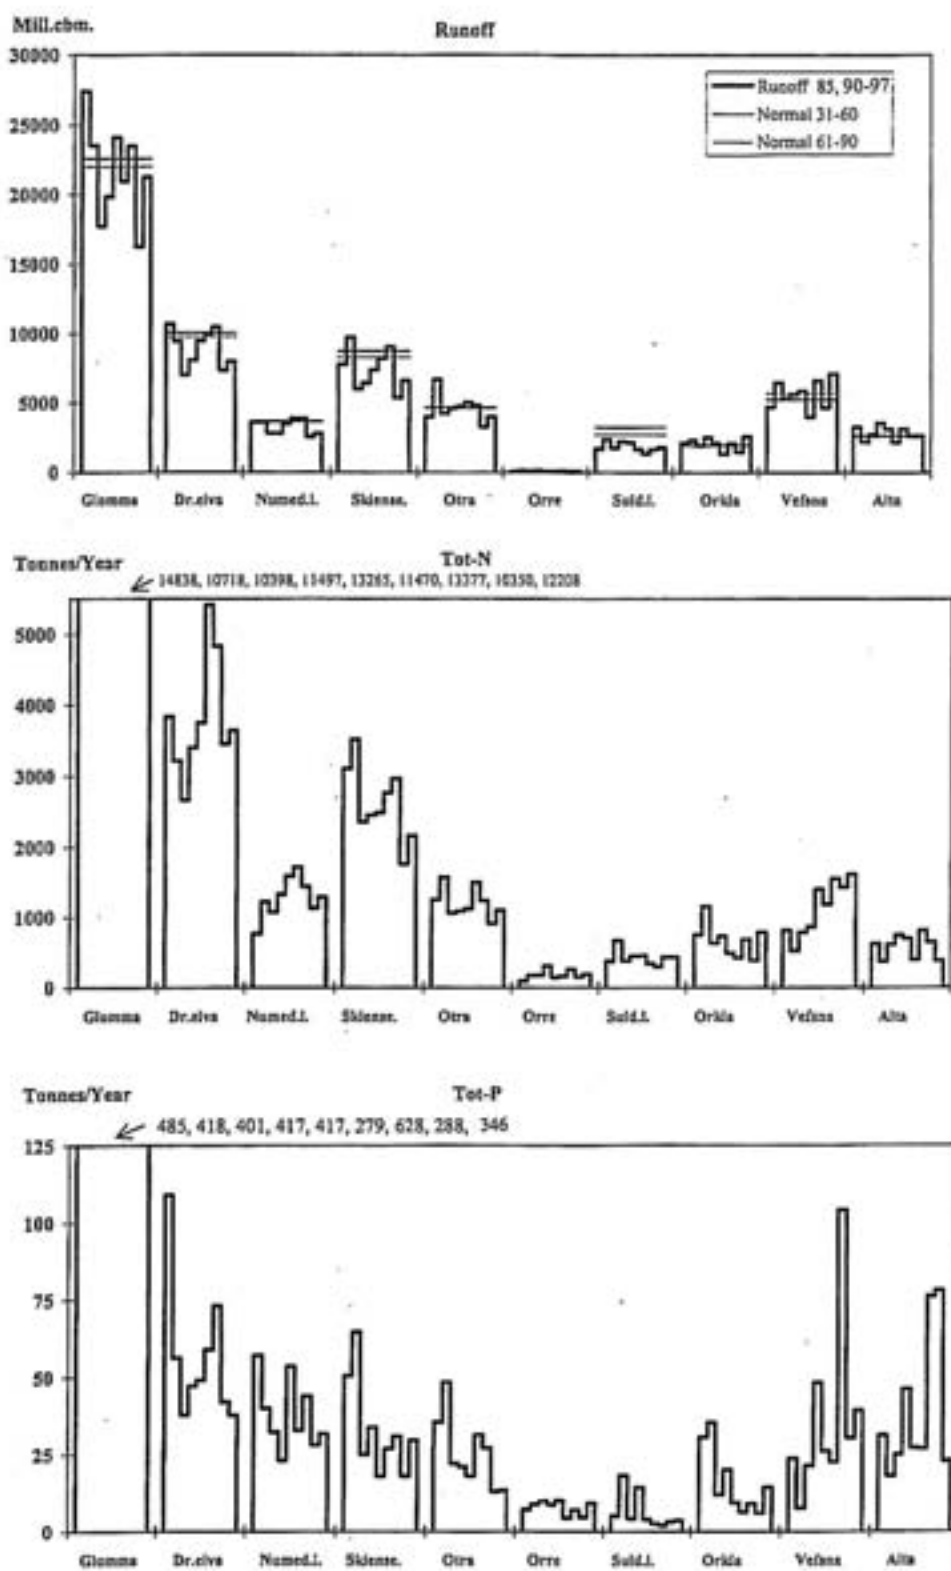 Mill.cbm.
Runoff
30000
25000
20000
15000
10000
5000
0
Runoff 85, 90-97
Normal 31-60
Normal 61-90
Glomma Dr.elva Numed.l. Skiense. Otra Orre Suld.l. Orkla Vefsna Alta
Tonnes/Year
Tot-N
14838, 10718, 10398, 11497, 13265, 11470, 13377, 10350, 12208
5000
4000
3000
2000
1000
0
Glomma Dr.elva Numed.l. Skiense. Otra Orre Suld.l. Orkla Vefsna Alta
Tonnes/Year
Tot-P
485, 418, 401, 417, 417, 279, 628, 288, 346
125
100
75
50
25
0
Glomma Dr.elva Numed.l. Skiense. Otra Orre Suld.l. Orkla Vefsna Alta